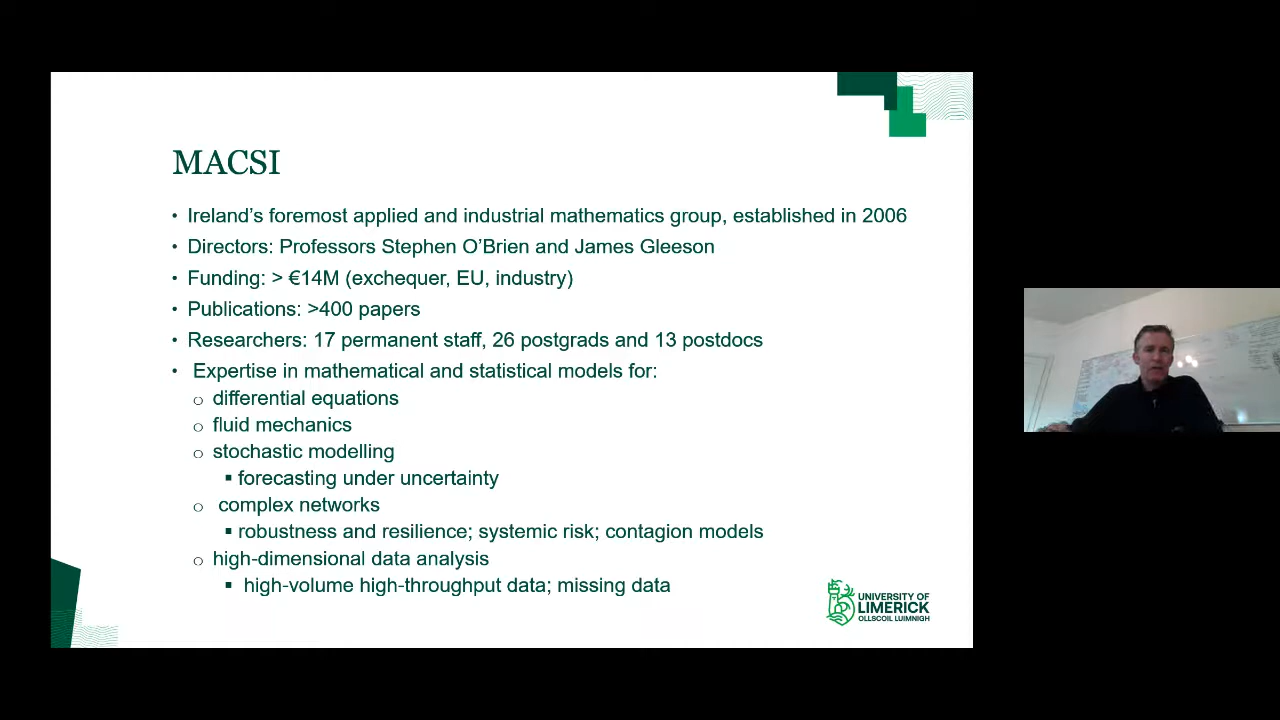 MACSI
• Ireland’s foremost applied and industrial mathematics group, established in 2006
• Directors: Professors Stephen O’Brien and James Gleeson
• Funding: > €14M (exchequer, EU, industry)
• Publications: >400 papers
• Researchers: 17 permanent staff, 26 postgrads and 13 postdocs
• Expertise in mathematical and statistical models for:
o differential equations
o fluid mechanics
o stochastic modelling
▪ forecasting under uncertainty
o complex networks
▪ robustness and resilience; systemic risk; contagion models
o high-dimensional data analysis
▪ high-volume high-throughput data; missing data
UNIVERSITY OF
LIMERICK
OLLSCOIL LUIMNIGH